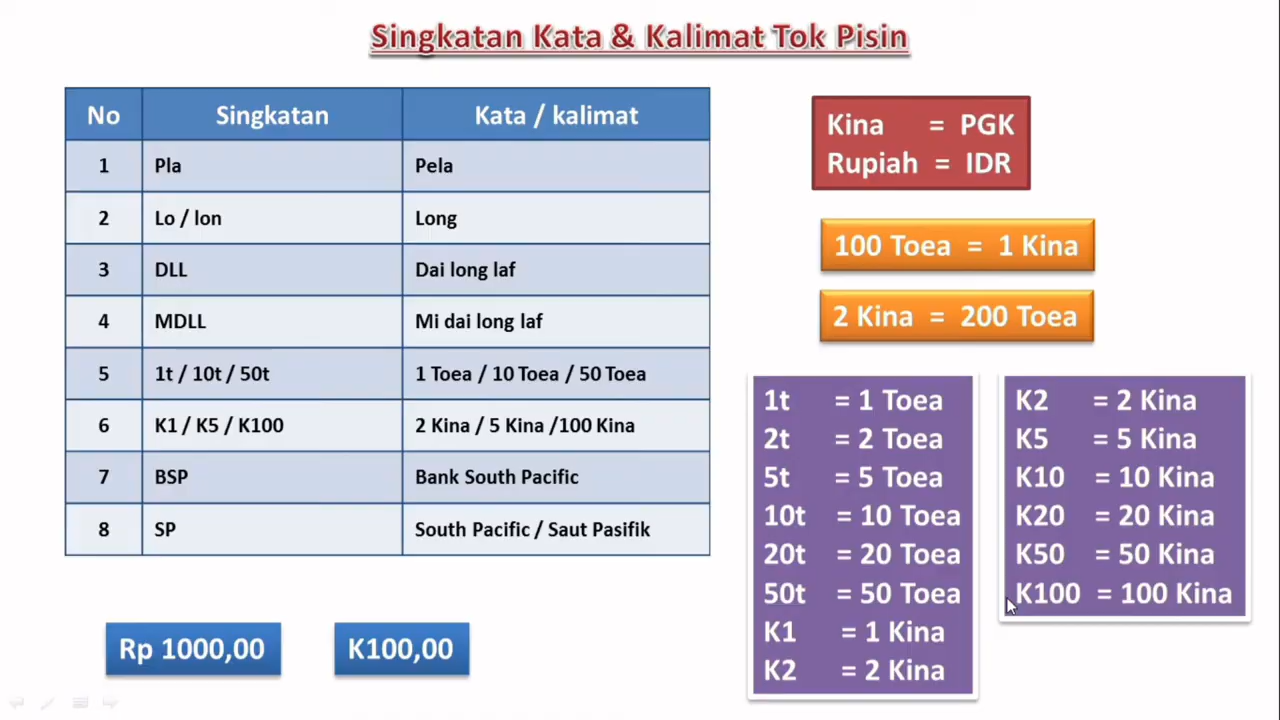 Singkatan Kata & Kalimat Tok Pisin
No Singkatan Kata / kalimat
1 Pla Pela
2 Lo / lon Long
3 DLL Dai long laf
4 MDLL Mi dai long laf
5 1t / 10t / 50t 1 Toea / 10 Toea / 50 Toea
6 K1 / K5 / K100 2 Kina / 5 Kina /100 Kina
7 BSP Bank South Pacific
8 SP South Pacific / Saut Pasifik
Rp 1000,00
K100,00
Kina = PGK
Rupiah = IDR
100 Toea = 1 Kina
2 Kina = 200 Toea
1t = 1 Toea
2t = 2 Toea
5t = 5 Toea
10t = 10 Toea
20t = 20 Toea
50t = 50 Toea
K1 = 1 Kina
K2 = 2 Kina
K2 = 2 Kina
K5 = 5 Kina
K10 = 10 Kina
K20 = 20 Kina
K50 = 50 Kina
K100 = 100 Kina